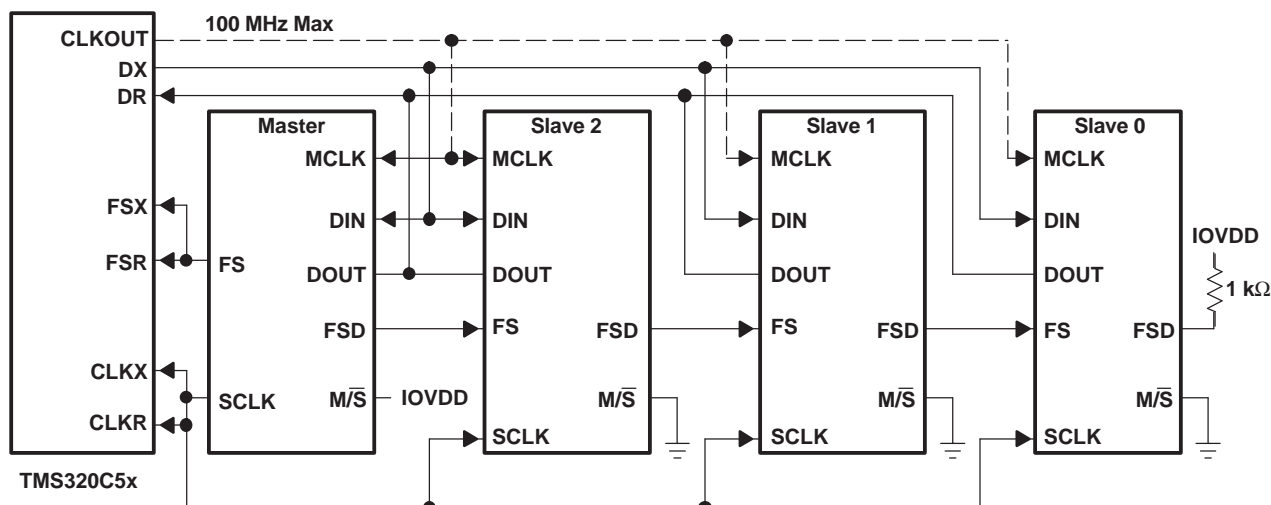 100 MHz Max
CLKOUT
DX
DR
FSX
FSR
CLKX
CLKR
TMS320C5x
Master
MCLK
DIN
DOUT
FS
FSD
SCLK
M/S̅
IOVDD
Slave 2
MCLK
DIN
DOUT
FS
FSD
M/S̅
SCLK
Slave 1
MCLK
DIN
DOUT
FS
FSD
M/S̅
SCLK
Slave 0
MCLK
DIN
DOUT
FS
FSD
M/S̅
SCLK
IOVDD
1 kΩ